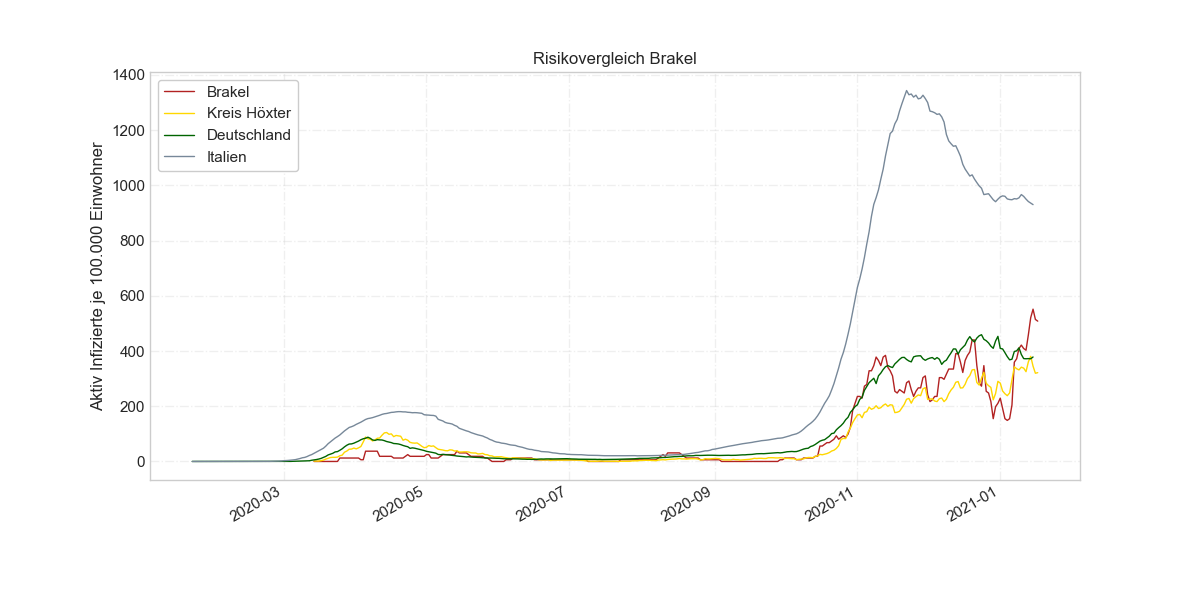 Risikovergleich Brakel
Aktiv Infizierte je 100.000 Einwohner
1400
1200
1000
800
600
400
200
0
Brakel
Kreis Höxter
Deutschland
Italien
2020-03
2020-05
2020-07
2020-09
2020-11
2021-01